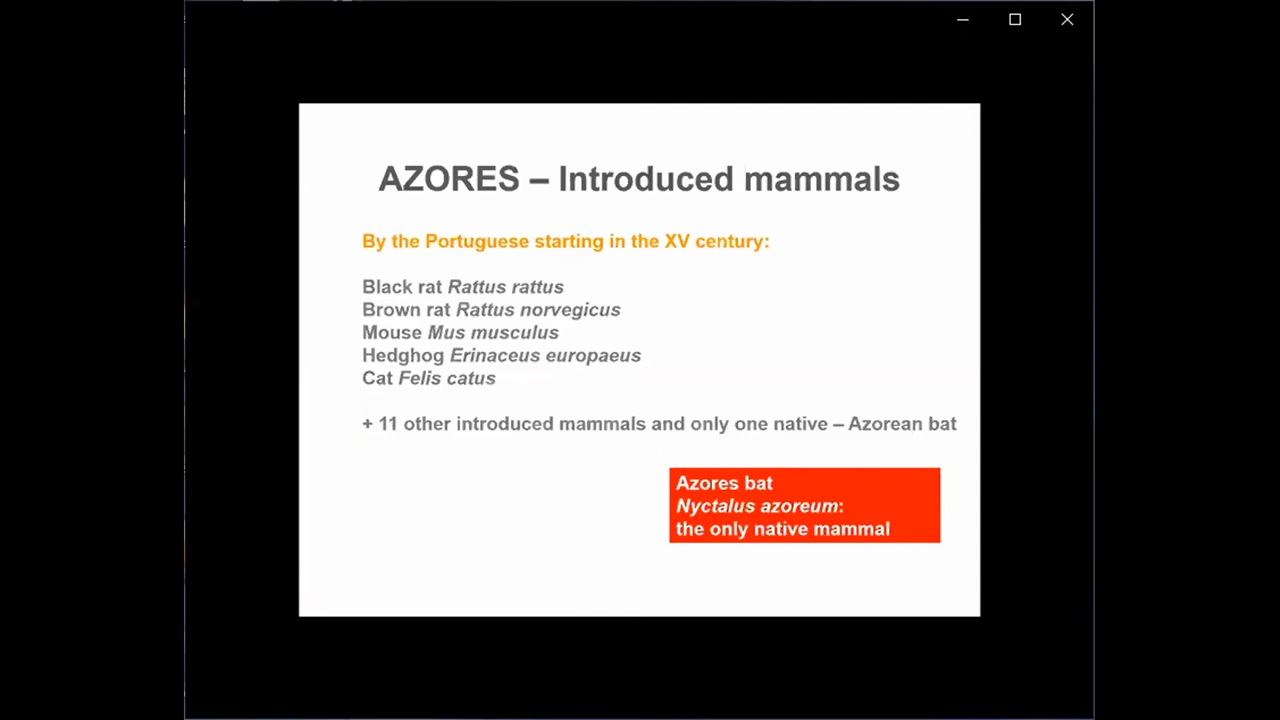 AZORES – Introduced mammals
By the Portuguese starting in the XV century:
Black rat Rattus rattus
Brown rat Rattus norvegicus
Mouse Mus musculus
Hedghog Erinaceus europaeus
Cat Felis catus
+ 11 other introduced mammals and only one native – Azorean bat
Azores bat
Nyctalus azoreum:
the only native mammal